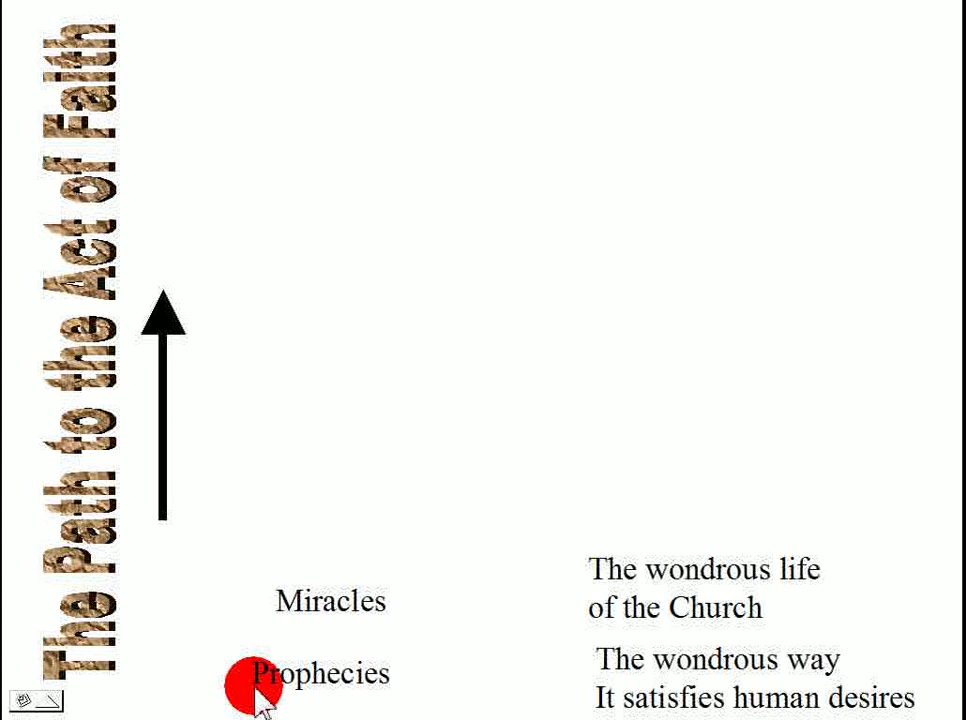 The Path to the Act of Faith
Miracles
Prophecies
The wondrous life
of the Church
The wondrous way
It satisfies human desires